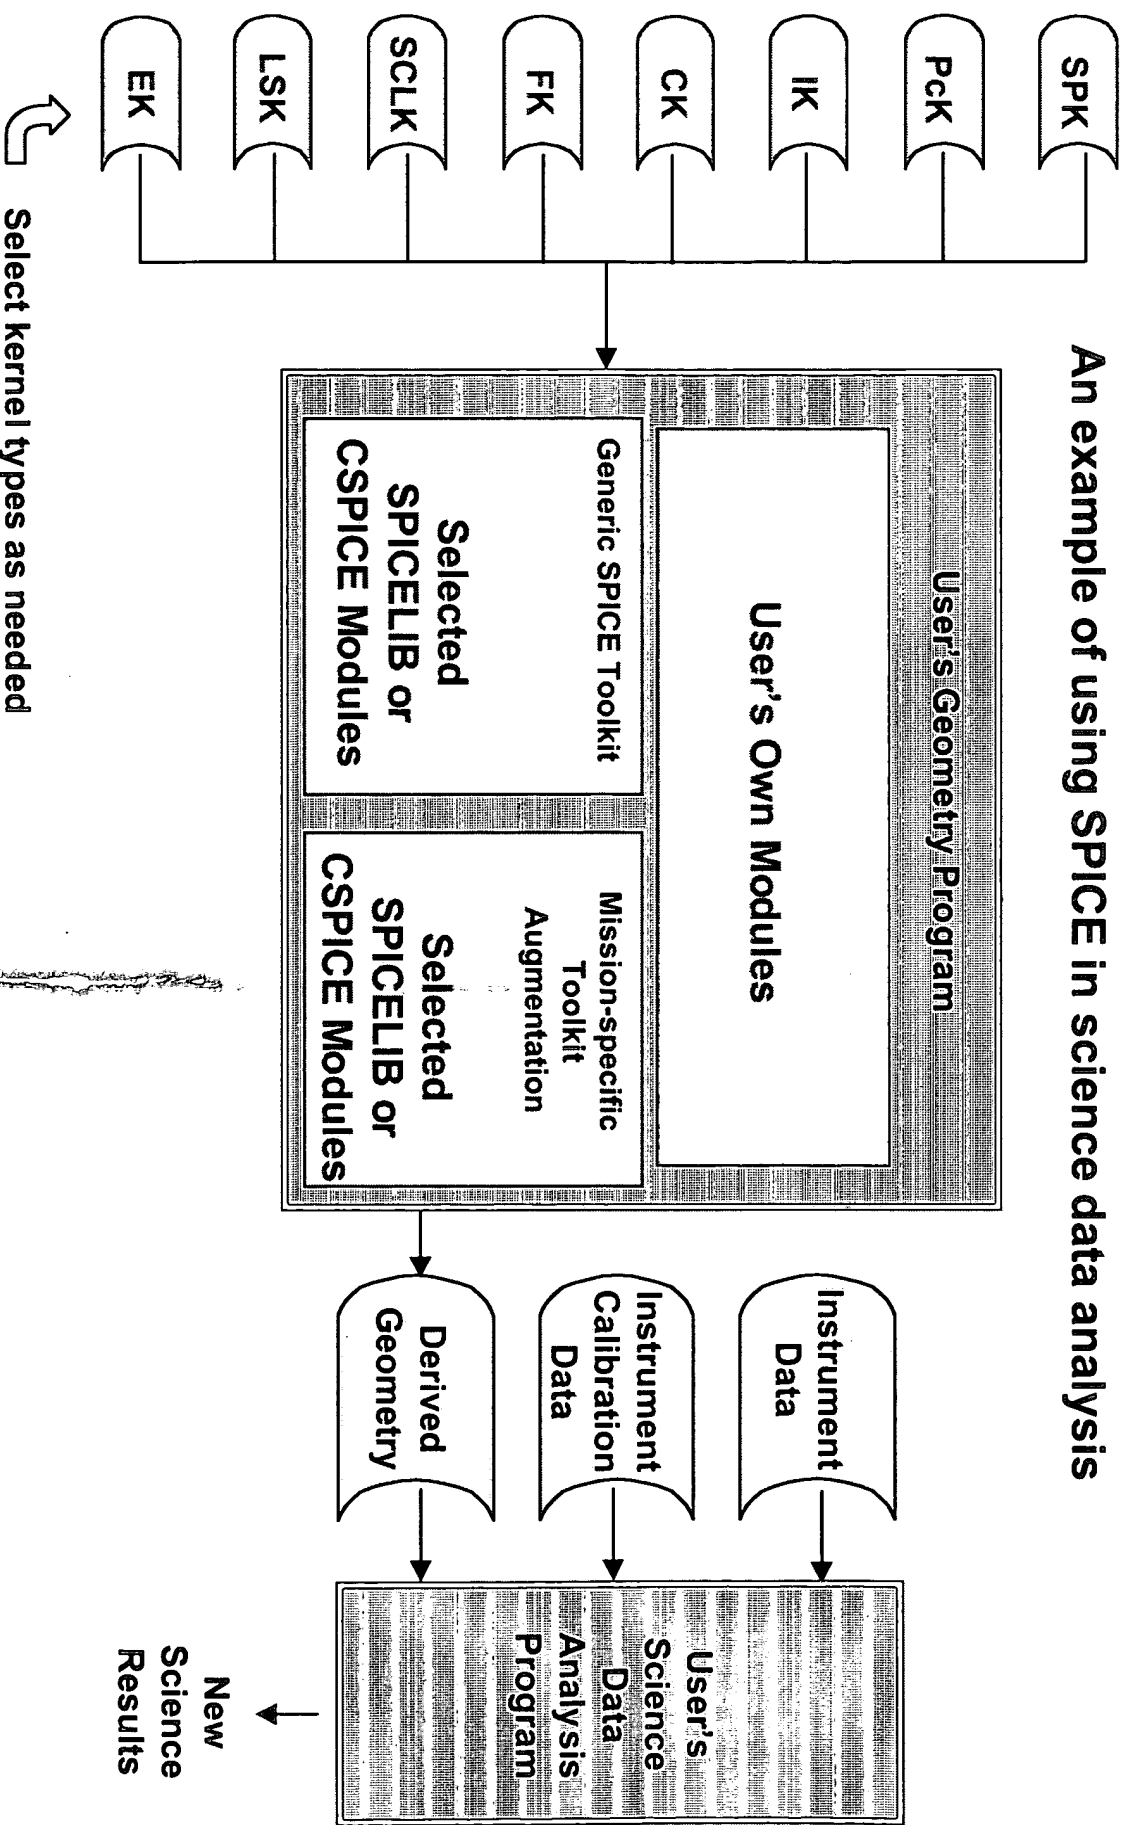 An example of using SPICE in science data analysis
SPK
PcK
IK
CK
FK
SCLK
LSK
EK
Select kernel types as needed
User's Geometry Program
User's Own Modules
Generic SPICE Toolkit
Selected
SPICELIB or
CSPICE Modules
Mission-specific
Toolkit
Augmentation
Selected
SPICELIB or
CSPICE Modules
Instrument
Data
Instrument
Calibration
Data
Derived
Geometry
User's
Science
Data
Analysis
Program
New
Science
Results